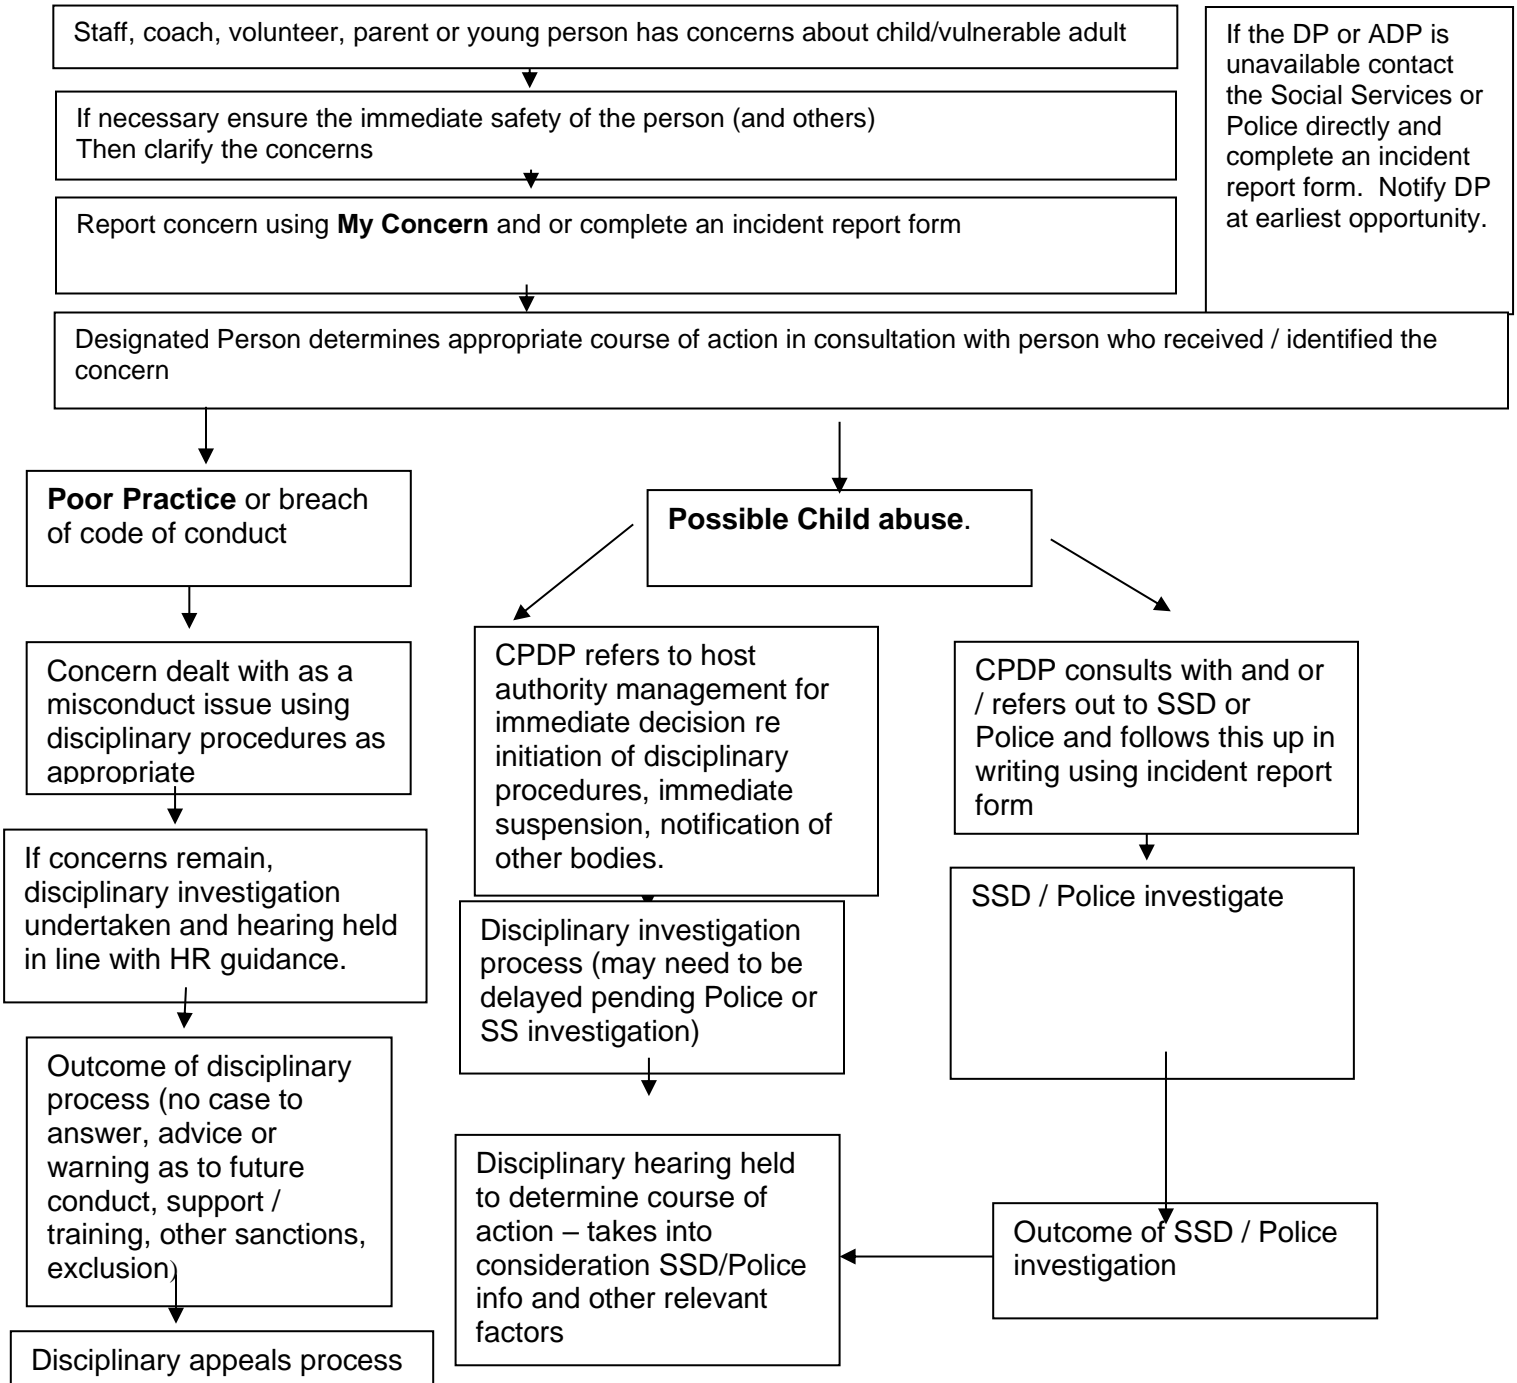 Staff, coach, volunteer, parent or young person has concerns about child/vulnerable adult
If the DP or ADP is
unavailable contact
the Social Services or
Police directly and
complete an incident
report form.  Notify DP
at earliest opportunity.
If necessary ensure the immediate safety of the person (and others)
Then clarify the concerns
Report concern using My Concern and or complete an incident report form
Designated Person determines appropriate course of action in consultation with person who received / identified the
concern
Poor Practice or breach
of code of conduct
Possible Child abuse.
Concern dealt with as a
misconduct issue using
disciplinary procedures as
appropriate
If concerns remain,
disciplinary investigation
undertaken and hearing held
in line with HR guidance.
Outcome of disciplinary
process (no case to
answer, advice or
warning as to future
conduct, support /
training, other sanctions,
exclusion)
Disciplinary appeals process
CPDP refers to host
authority management for
immediate decision re
initiation of disciplinary
procedures, immediate
suspension, notification of
other bodies.
Disciplinary investigation
process (may need to be
delayed pending Police or
SS investigation)
Disciplinary hearing held
to determine course of
action – takes into
consideration SSD/Police
info and other relevant
factors
CPDP consults with and or
/ refers out to SSD or
Police and follows this up in
writing using incident report
form
SSD / Police investigate
Outcome of SSD / Police
investigation